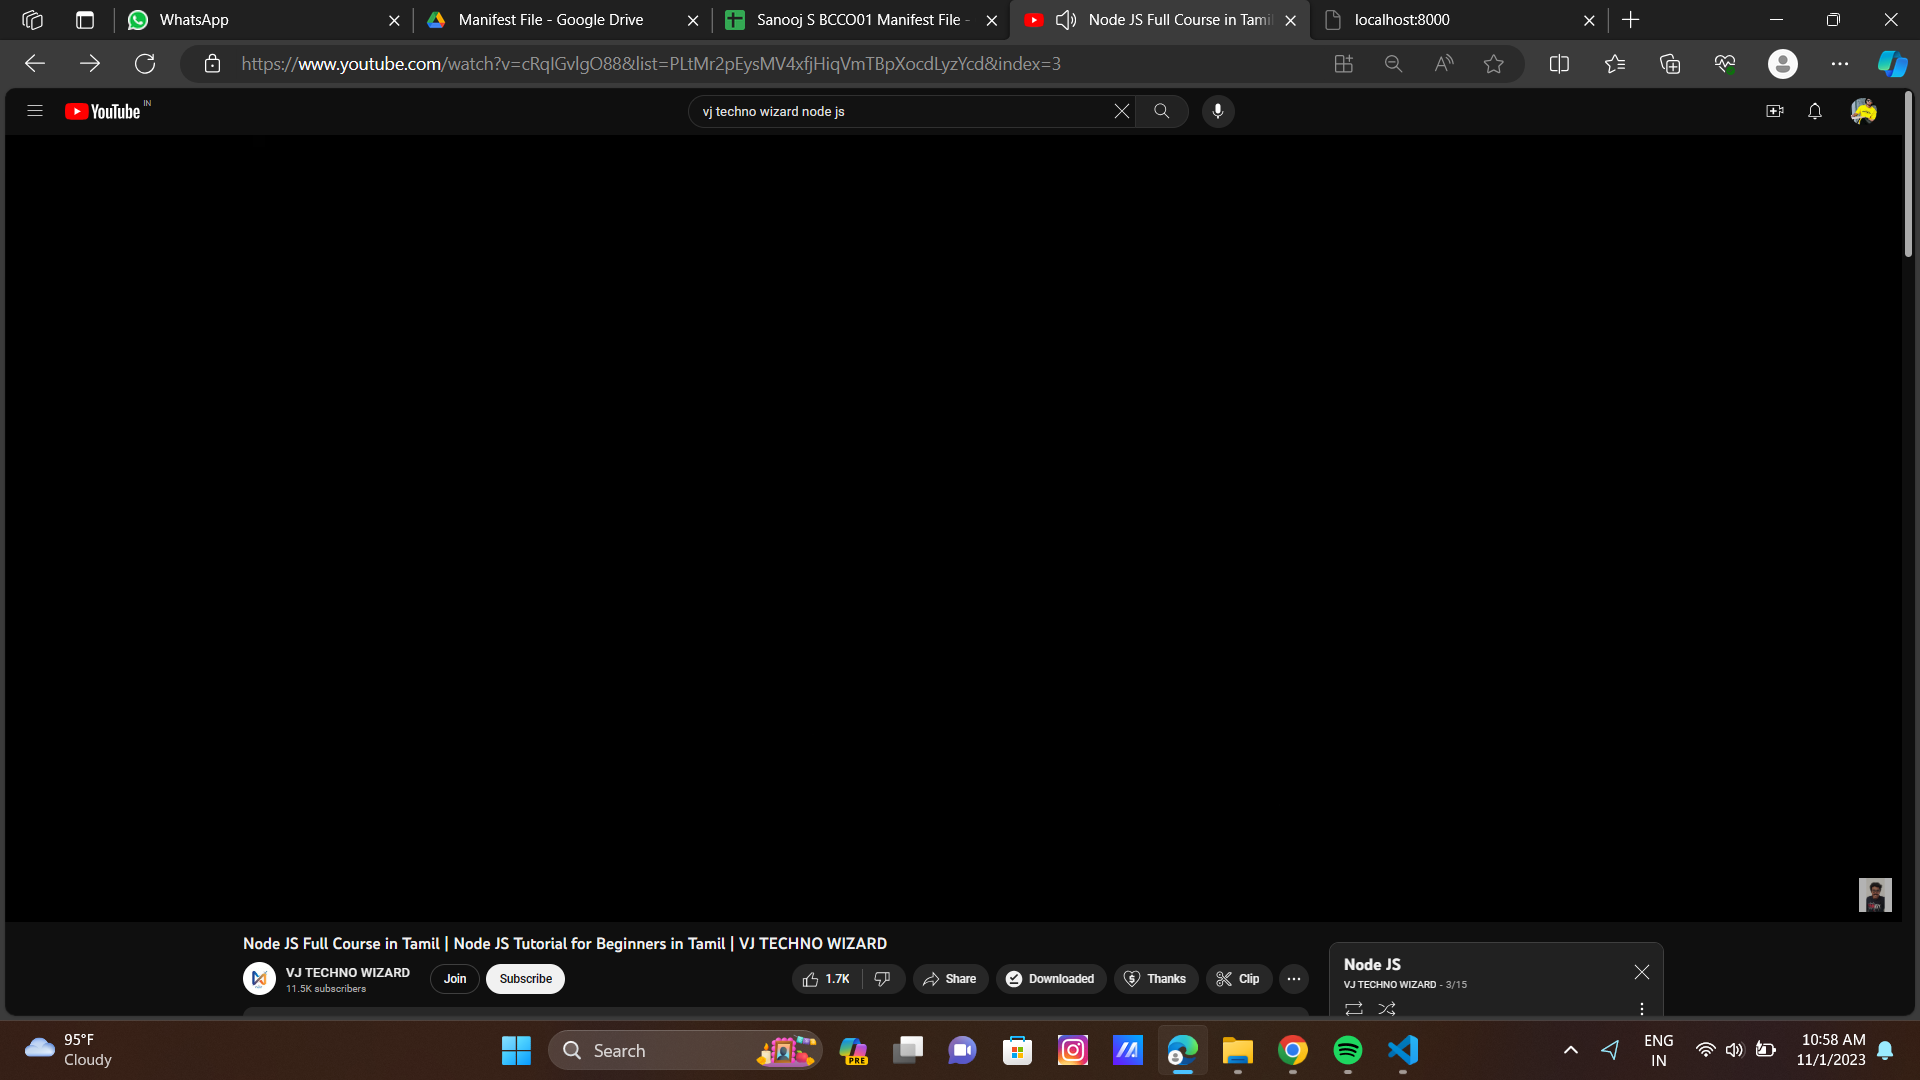 WhatsApp
Manifest File - Google Drive
Sanooj S BCCO01 Manifest File -
Node JS Full Course in Tamil
localhost:8000
https://www.youtube.com/watch?v=cRqIGvlgO88&list=PLtMr2pEysMV4xfjHiqVmTBpXocdLyzYcd&index=3
YouTube IN
vj techno wizard node js
Node JS Full Course in Tamil | Node JS Tutorial for Beginners in Tamil | VJ TECHNO WIZARD
VJ TECHNO WIZARD
11.5K subscribers
Join
Subscribe
1.7K
Share
Downloaded
Thanks
Clip
Node JS
VJ TECHNO WIZARD - 3/15
95°F
Cloudy
Search
PRE
ENG
IN
10:58 AM
11/1/2023